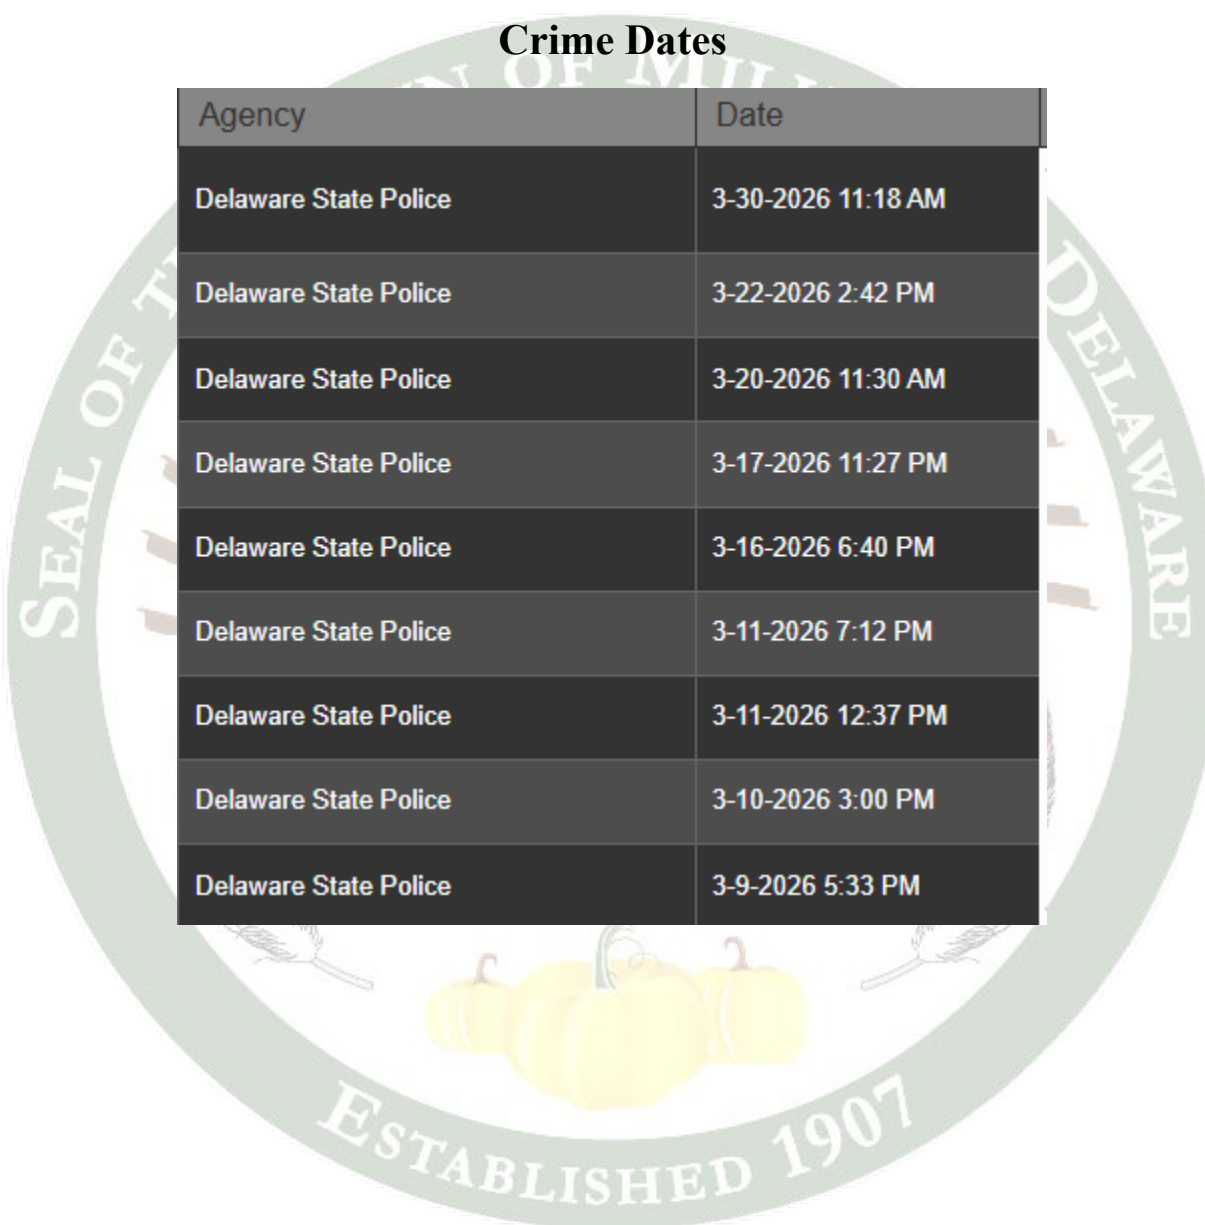 Crime Dates
Agency Date
Delaware State Police 3-30-2026 11:18 AM
Delaware State Police 3-22-2026 2:42 PM
Delaware State Police 3-20-2026 11:30 AM
Delaware State Police 3-17-2026 11:27 PM
Delaware State Police 3-16-2026 6:40 PM
Delaware State Police 3-11-2026 7:12 PM
Delaware State Police 3-11-2026 12:37 PM
Delaware State Police 3-10-2026 3:00 PM
Delaware State Police 3-9-2026 5:33 PM
SEAL OF
OF
DELAWARE
ESTABLISHED 1907